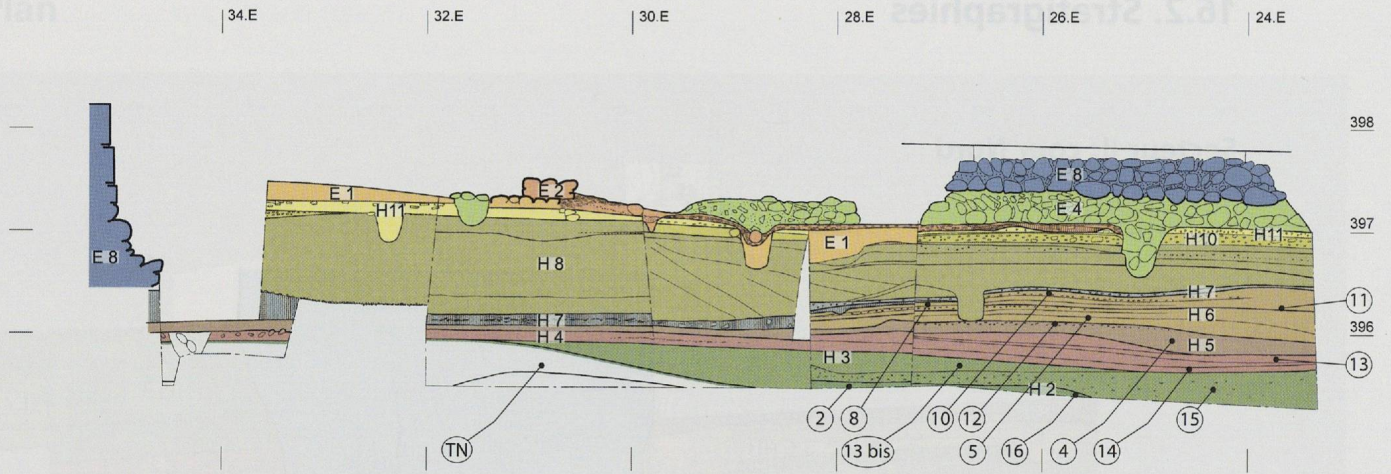 34.E 32.E 30.E 28.E 26.E 24.E
16.2. Stratigraphies
398
E 8
E 1 E 2 E 4
H11 397
E 1 H10 H11
E 8 H 8
H 7
11
H 7 H 6
H 4 H 5 396
H 3 13
H 2
2 8 10 12 15
TN 13 bis 5 16 4 14